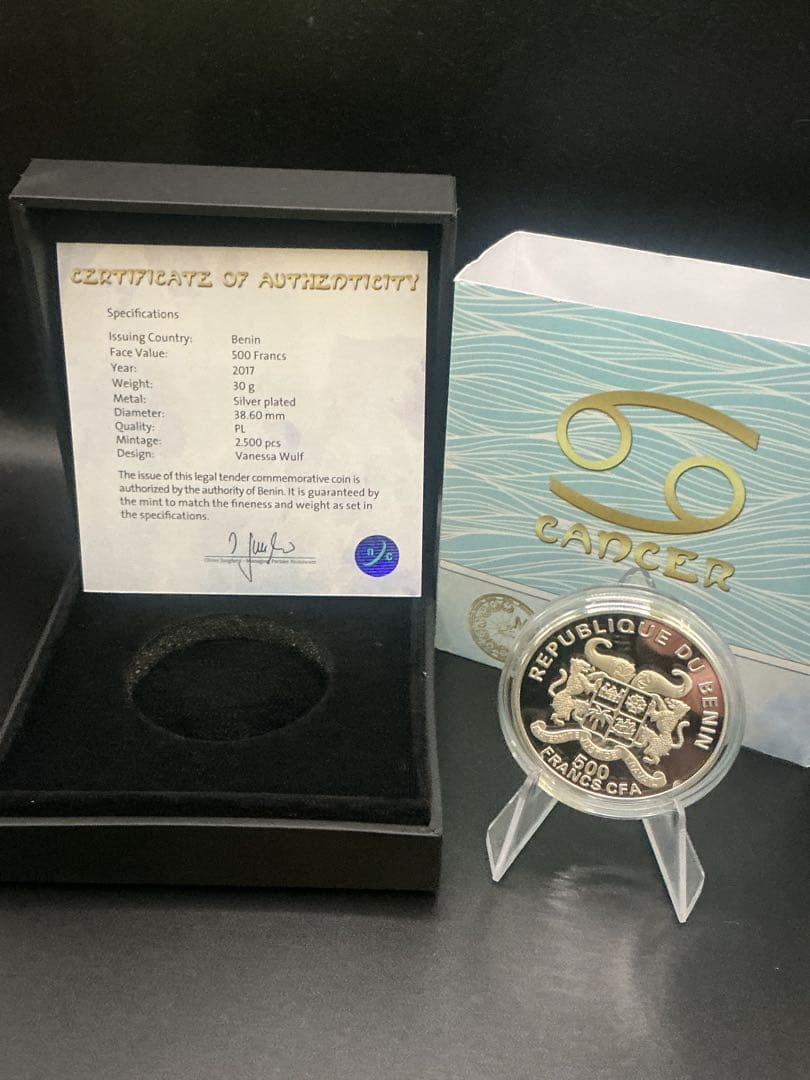 CERTIFICATE OF AUTHENTICITY
Specifications
Issuing Country: Benin
Face Value: 500 Francs
Year: 2017
Weight: 30 g
Metal: Silver plated
Diameter: 38.60 mm
Quality: PL
Mintage: 2.500 pcs
Design: Vanessa Wulf
The issue of this legal tender commemorative coin is
authorized by the authority of Benin. It is guaranteed by
the mint to match the fineness and weight as set in
the specifications.
Managing Partner
n c
CANCER
REPUBLIQUE DU BENIN
500
FRANCS CFA